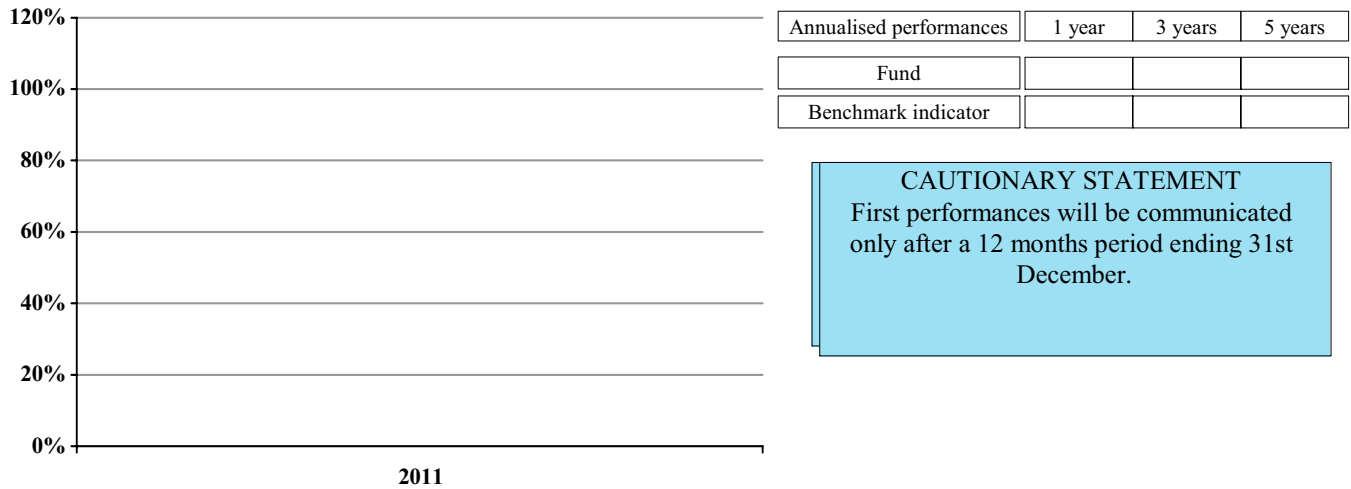 120%
100%
80%
60%
40%
20%
0%
2011
Annualised performances 1 year 3 years 5 years
Fund
Benchmark indicator
CAUTIONARY STATEMENT
First performances will be communicated
only after a 12 months period ending 31st
December.